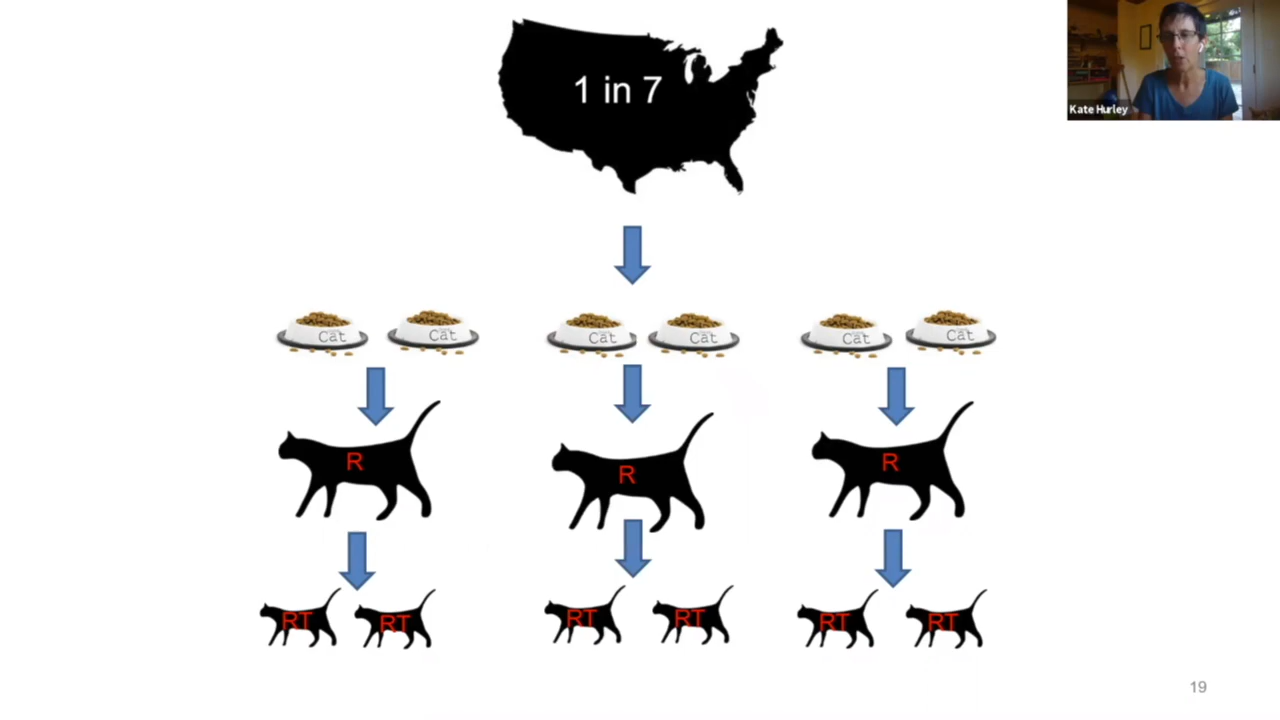 1 in 7
Kate Hurley
Cat Cat Cat Cat Cat Cat
R R R
RT RT RT RT RT RT
19